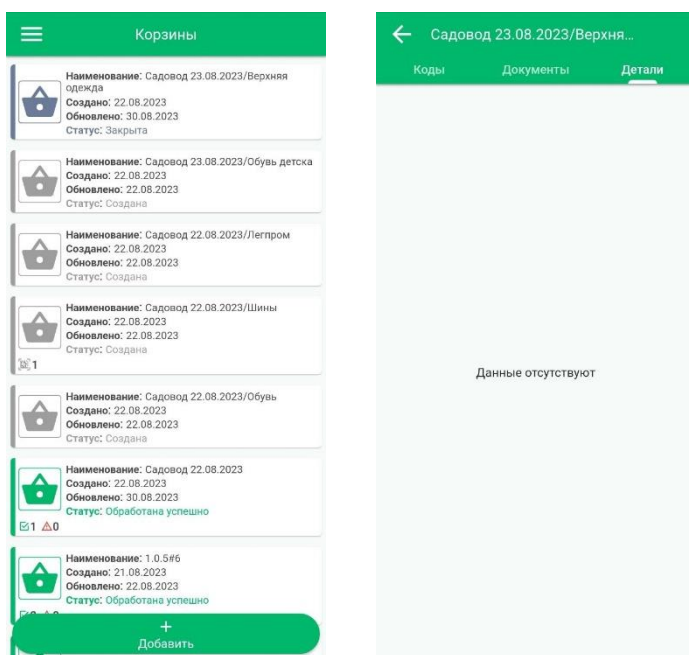 Корзины
Наименование: Садовод 23.08.2023/Верхняя
одежда
Создано: 22.08.2023
Обновлено: 30.08.2023
Статус: Закрыта
Наименование: Садовод 23.08.2023/Обувь детска
Создано: 22.08.2023
Обновлено: 22.08.2023
Статус: Создана
Наименование: Садовод 22.08.2023/Легпром
Создано: 22.08.2023
Обновлено: 22.08.2023
Статус: Создана
Наименование: Садовод 22.08.2023/Шины
Создано: 22.08.2023
Обновлено: 22.08.2023
Статус: Создана
1
Наименование: Садовод 22.08.2023/Обувь
Создано: 22.08.2023
Обновлено: 22.08.2023
Статус: Создана
Наименование: Садовод 22.08.2023
Создано: 22.08.2023
Обновлено: 30.08.2023
Статус: Обработана успешно
1 0
Наименование: 1.0.5#6
Создано: 21.08.2023
Обновлено: 22.08.2023
Статус: Обработана успешно
+
Добавить
Садовод 23.08.2023/Верхня...
Коды Документы Детали
Данные отсутствуют